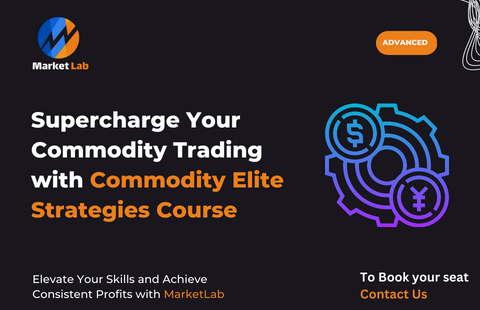 Market Lab
ADVANCED
Supercharge Your
Commodity Trading
with Commodity Elite
Strategies Course
$
¥
Elevate Your Skills and Achieve
Consistent Profits with MarketLab
To Book your seat
Contact Us